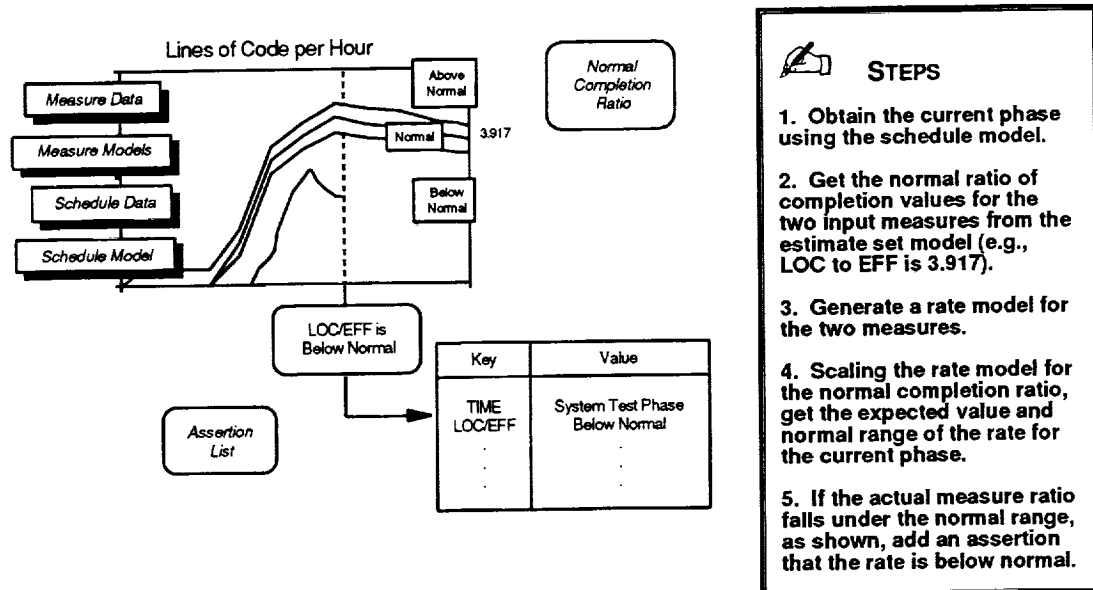 Lines of Code per Hour
Measure Data
Measure Models
Schedule Data
Schedule Model
Above
Normal
Normal
3.917
Below
Normal
Normal
Completion
Ratio
LOC/EFF is
Below Normal
Assertion
List
Key Value
TIME System Test Phase
LOC/EFF Below Normal
STEPS
1. Obtain the current phase
using the schedule model.
2. Get the normal ratio of
completion values for the
two input measures from the
estimate set model (e.g.,
LOC to EFF is 3.917).
3. Generate a rate model for
the two measures.
4. Scaling the rate model for
the normal completion ratio,
get the expected value and
normal range of the rate for
the current phase.
5. If the actual measure ratio
falls under the normal range,
as shown, add an assertion
that the rate is below normal.